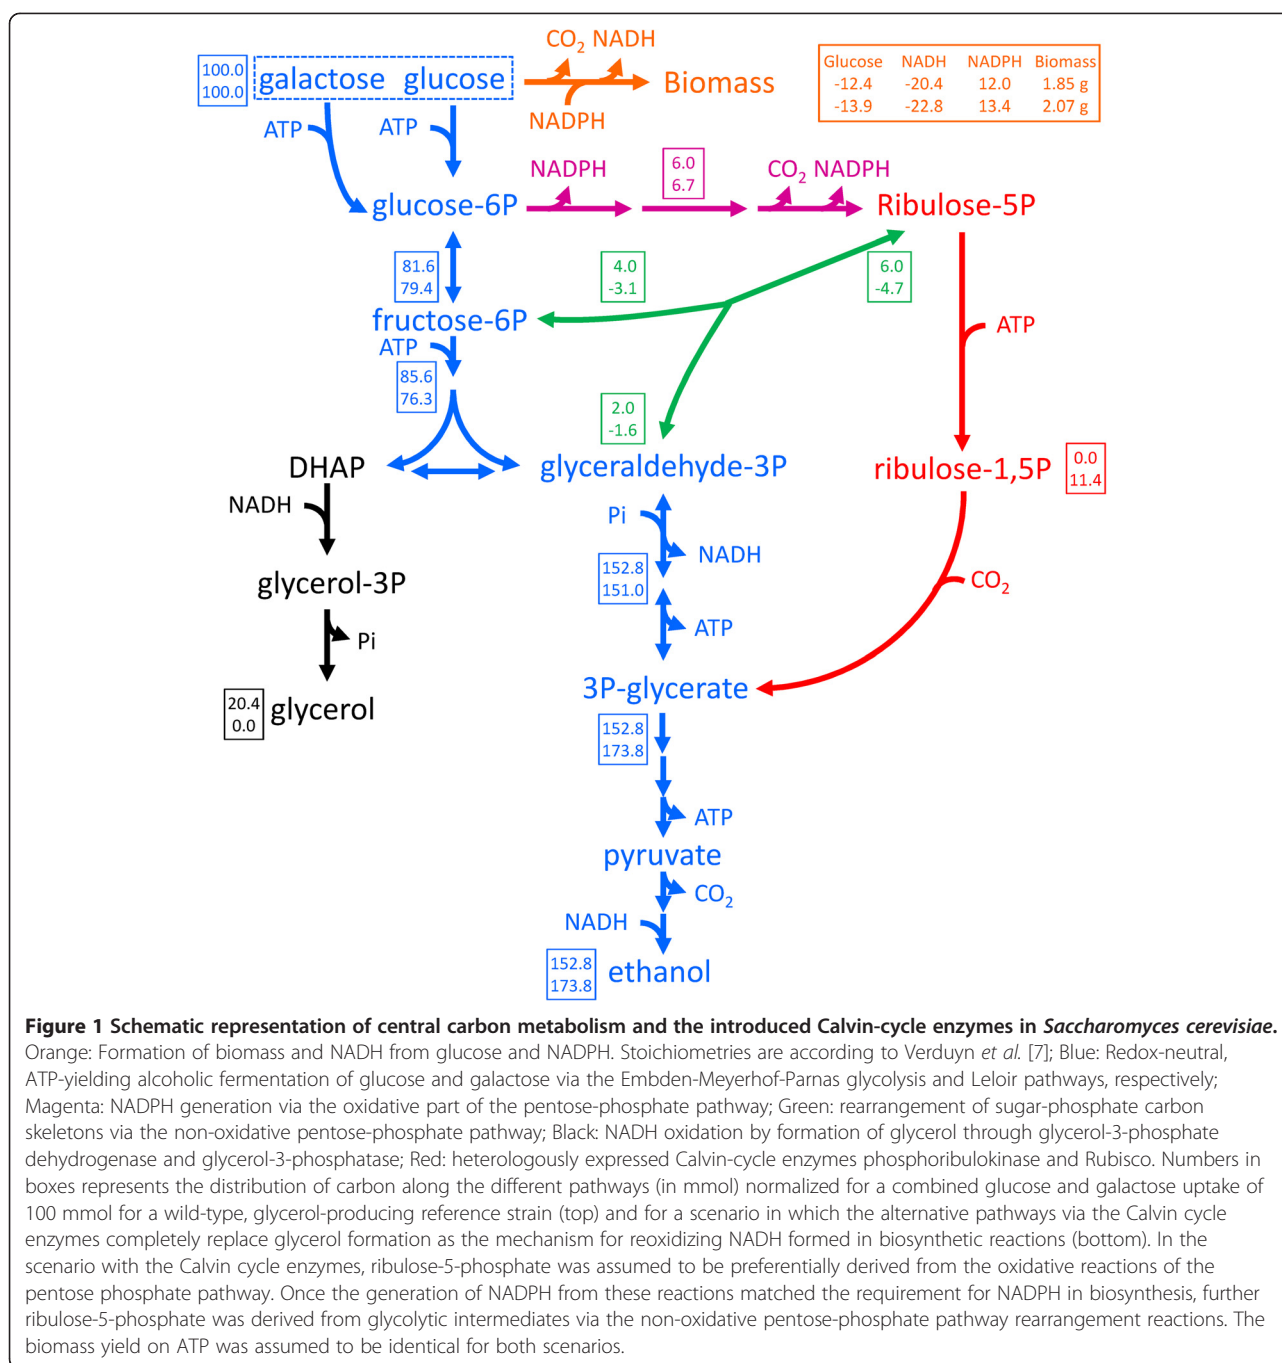 CO2 NADH
100.0
100.0
galactose glucose
Biomass
ATP
ATP
NADPH
Glucose NADH NADPH Biomass
-12.4 -20.4 12.0 1.85 g
-13.9 -22.8 13.4 2.07 g
NADPH
6.0
6.7
CO2 NADPH
glucose-6P
Ribulose-5P
81.6
79.4
4.0
-3.1
6.0
-4.7
fructose-6P
ATP
ATP
85.6
76.3
2.0
-1.6
DHAP
glyceraldehyde-3P
ribulose-1,5P
0.0
11.4
NADH
Pi
NADH
152.8
151.0
glycerol-3P
CO2
ATP
Pi
3P-glycerate
20.4
0.0
glycerol
152.8
173.8
ATP
pyruvate
CO2
NADH
152.8
173.8
ethanol
Figure 1 Schematic representation of central carbon metabolism and the introduced Calvin-cycle enzymes in Saccharomyces cerevisiae.
Orange: Formation of biomass and NADH from glucose and NADPH. Stoichiometries are according to Verduyn et al. [7]; Blue: Redox-neutral,
ATP-yielding alcoholic fermentation of glucose and galactose via the Embden-Meyerhof-Parnas glycolysis and Leloir pathways, respectively;
Magenta: NADPH generation via the oxidative part of the pentose-phosphate pathway; Green: rearrangement of sugar-phosphate carbon
skeletons via the non-oxidative pentose-phosphate pathway; Black: NADH oxidation by formation of glycerol through glycerol-3-phosphate
dehydrogenase and glycerol-3-phosphatase; Red: heterologously expressed Calvin-cycle enzymes phosphoribulokinase and Rubisco. Numbers in
boxes represents the distribution of carbon along the different pathways (in mmol) normalized for a combined glucose and galactose uptake of
100 mmol for a wild-type, glycerol-producing reference strain (top) and for a scenario in which the alternative pathways via the Calvin cycle
enzymes completely replace glycerol formation as the mechanism for reoxidizing NADH formed in biosynthetic reactions (bottom). In the
scenario with the Calvin cycle enzymes, ribulose-5-phosphate was assumed to be preferentially derived from the oxidative reactions of the
pentose phosphate pathway. Once the generation of NADPH from these reactions matched the requirement for NADPH in biosynthesis, further
ribulose-5-phosphate was derived from glycolytic intermediates via the non-oxidative pentose-phosphate pathway rearrangement reactions. The
biomass yield on ATP was assumed to be identical for both scenarios.